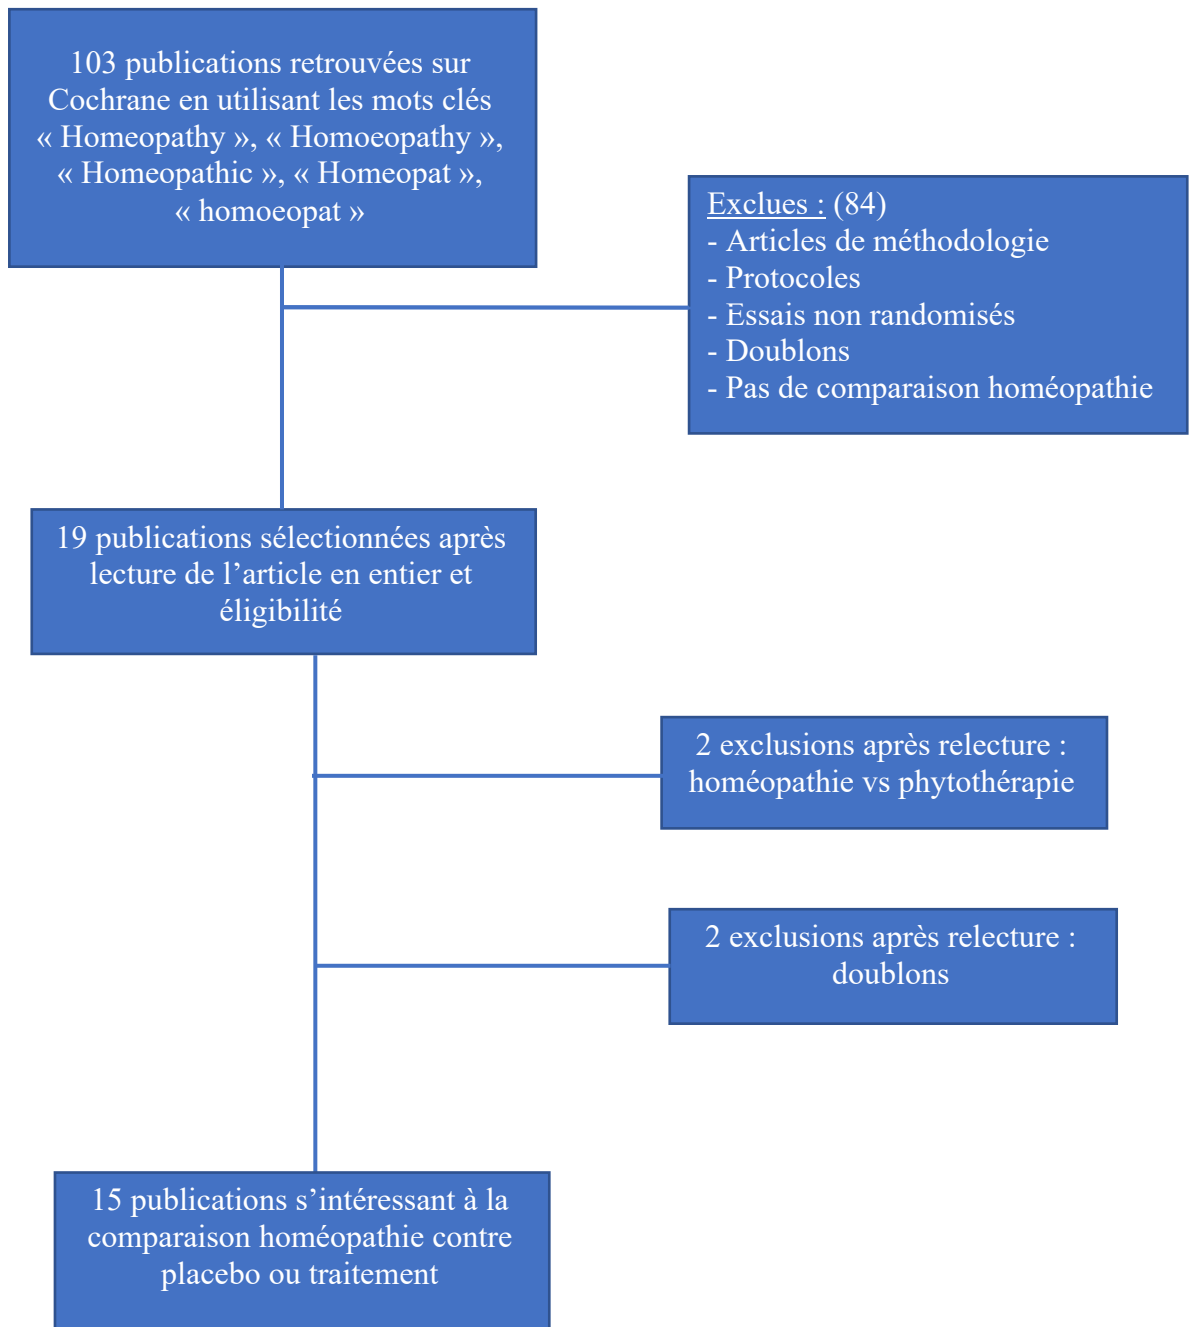 103 publications retrouvées sur
Cochrane en utilisant les mots clés
« Homeopathy », « Homoeopathy »,
« Homeopathic », « Homeopat »,
« homoeopat »
Exclues : (84)
- Articles de méthodologie
- Protocoles
- Essais non randomisés
- Doublons
- Pas de comparaison homéopathie
19 publications sélectionnées après
lecture de l’article en entier et
éligibilité
2 exclusions après relecture :
homéopathie vs phytothérapie
2 exclusions après relecture :
doublons
15 publications s’intéressant à la
comparaison homéopathie contre
placebo ou traitement